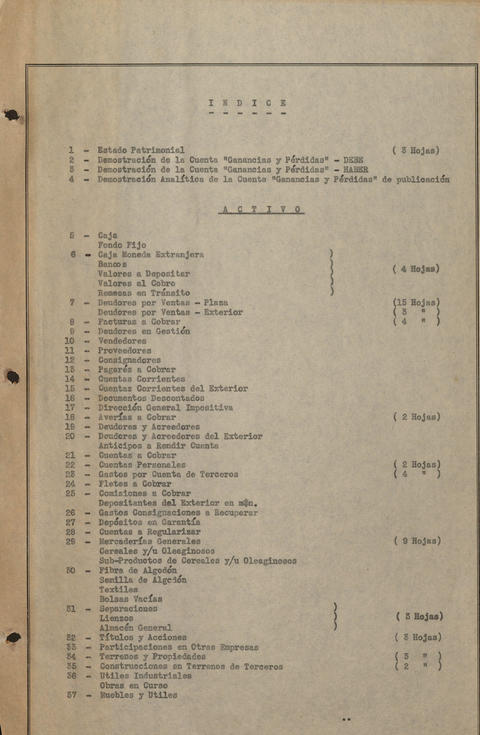 I N D I C E
1 - Estado Patrimonial ( 3 Hojas)
2 - Demostración de la Cuenta "Ganancias y Pérdidas" - DEBE
3 - Demostración de la Cuenta "Ganancias y Pérdidas" - HABER
4 - Demostración Analítica de la Cuenta "Ganancias y Pérdidas" de publicación
A C T I V O
5 - Caja
Fondo Fijo
6 - Caja Moneda Extranjera )
Bancos )
Valores a Depositar ) ( 4 Hojas)
Valores al Cobro )
Remesas en Tránsito )
7 - Deudores por Ventas - Plaza (15 Hojas)
Deudores por Ventas - Exterior ( 3 " )
8 - Facturas a Cobrar ( 4 " )
9 - Deudores en Gestión
10 - Vendedores
11 - Proveedores
12 - Consignadores
13 - Pagarés a Cobrar
14 - Cuentas Corrientes
15 - Cuentas Corrientes del Exterior
16 - Documentos Descontados
17 - Dirección General Impositiva
18 - Averías a Cobrar ( 2 Hojas)
19 - Deudores y Acreedores
20 - Deudores y Acreedores del Exterior
Anticipos a Rendir Cuenta
21 - Cuentas a Cobrar
22 - Cuentas Personales ( 2 Hojas)
23 - Gastos por Cuenta de Terceros ( 4 " )
24 - Fletes a Cobrar
25 - Comisiones a Cobrar
Depositantes del Exterior en m$n.
26 - Gastos Consignaciones a Recuperar
27 - Depósitos en Garantía
28 - Cuentas a Regularizar
29 - Mercaderías Generales ( 9 Hojas)
Cereales y/u Oleaginosos
Sub-Productos de Cereales y/u Oleaginosos
30 - Fibra de Algodón
Semilla de Algodón
Textiles
Bolsas Vacías
31 - Separaciones )
Lienzos ) ( 3 Hojas)
Almacén General )
32 - Títulos y Acciones ( 3 Hojas)
33 - Participaciones en Otras Empresas
34 - Terrenos y Propiedades ( 3 " )
35 - Construcciones en Terrenos de Terceros ( 2 " )
36 - Utiles Industriales
Obras en Curso
37 - Muebles y Utiles
..